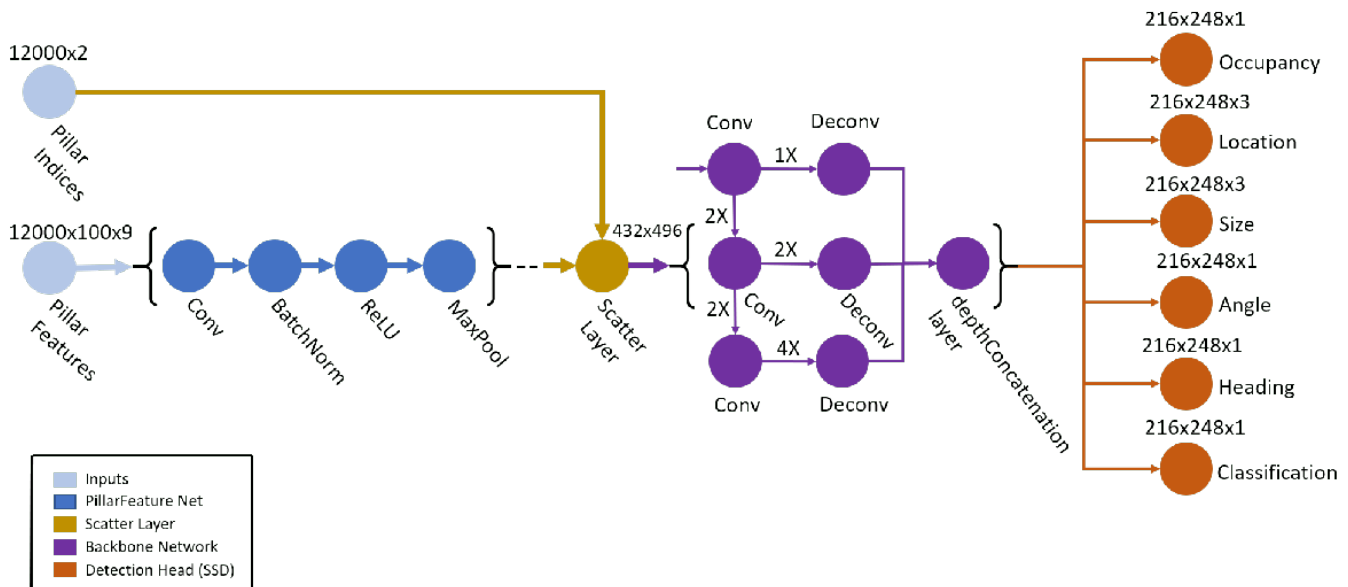 12000x2
Pillar
Indices
12000x100x9
Pillar
Features
Conv
BatchNorm
ReLU
MaxPool
Scatter
Layer
432x496
Conv
Deconv
1X
2X
Conv
2X
Deconv
2X
Conv
4X
Deconv
depthConcatenation
layer
216x248x1
Occupancy
216x248x3
Location
216x248x3
Size
216x248x1
Angle
216x248x1
Heading
216x248x1
Classification
Inputs
PillarFeature Net
Scatter Layer
Backbone Network
Detection Head (SSD)